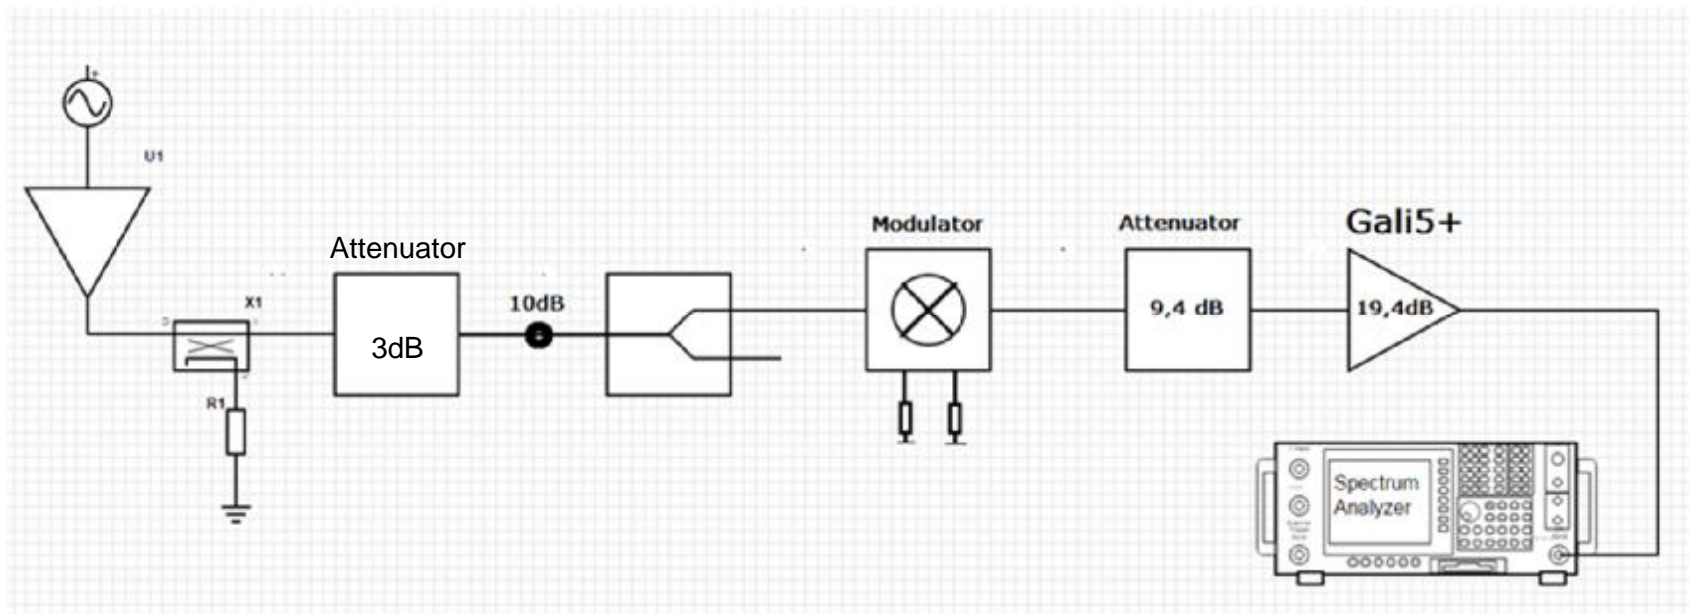 U1
X1
R1
Attenuator
3dB
10dB
Modulator
Attenuator
9,4 dB
Gali5+
19,4dB
Spectrum
Analyzer